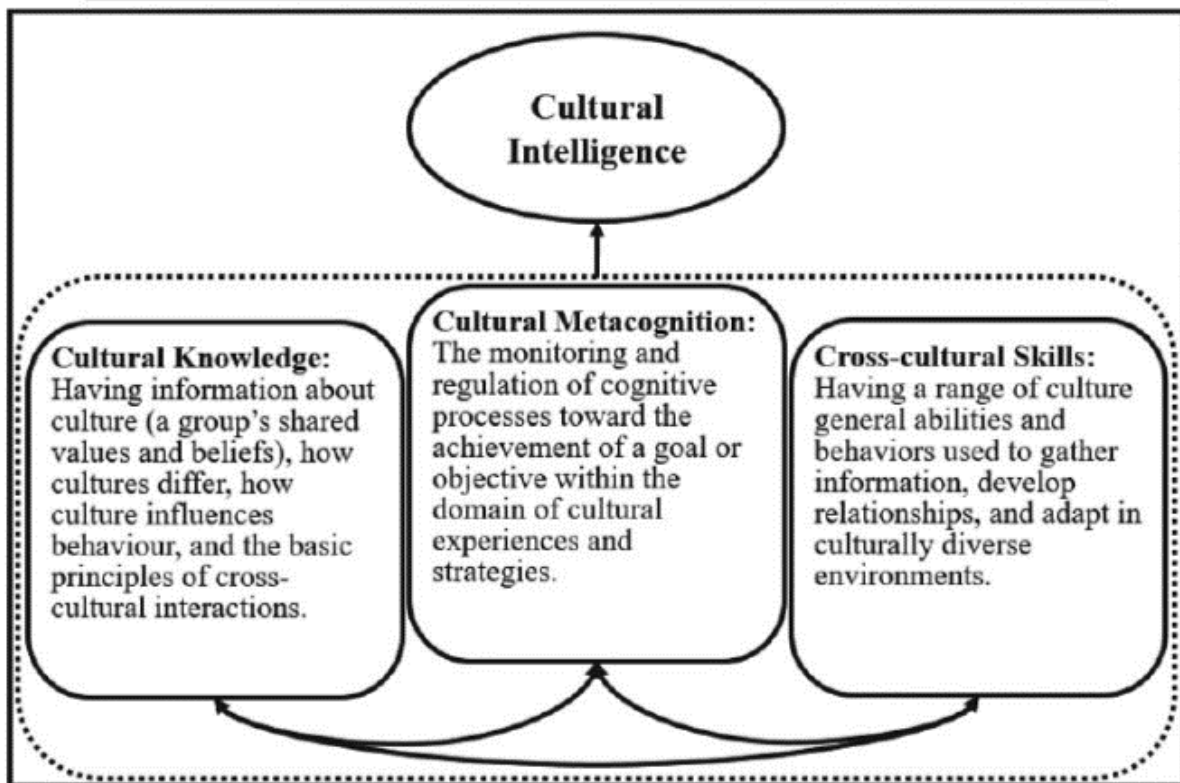 Cultural
Intelligence
Cultural Knowledge:
Having information about
culture (a group's shared
values and beliefs), how
cultures differ, how
culture influences
behaviour, and the basic
principles of cross-
cultural interactions.
Cultural Metacognition:
The monitoring and
regulation of cognitive
processes toward the
achievement of a goal or
objective within the
domain of cultural
experiences and
strategies.
Cross-cultural Skills:
Having a range of culture
general abilities and
behaviors used to gather
information, develop
relationships, and adapt in
culturally diverse
environments.